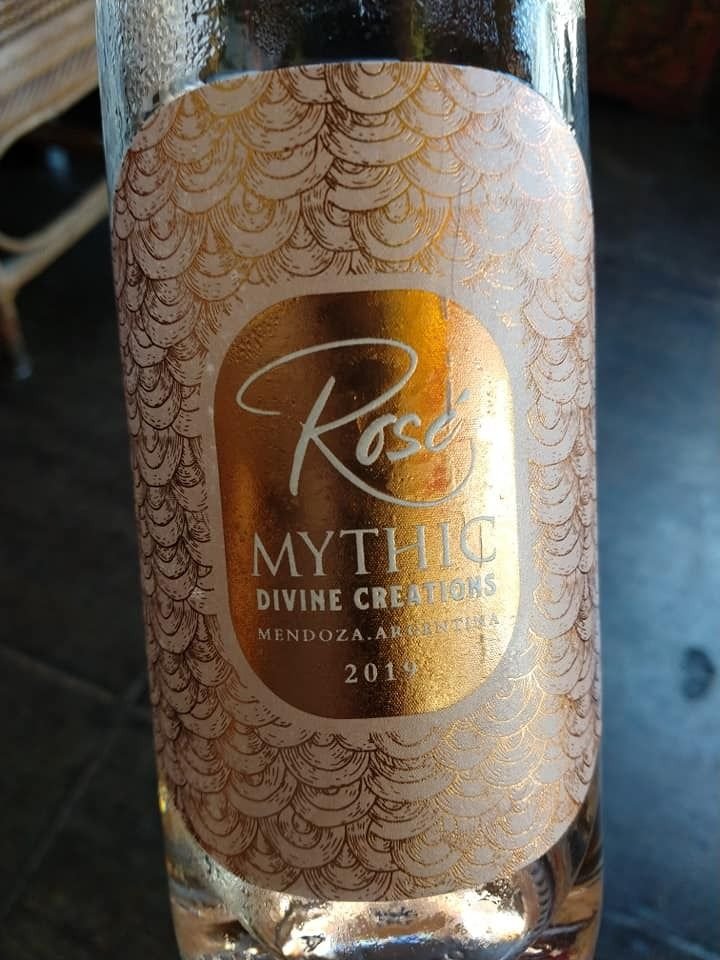 Rosé
MYTHIC
DIVINE CREATIONS
MENDOZA.ARGENTINA
2019